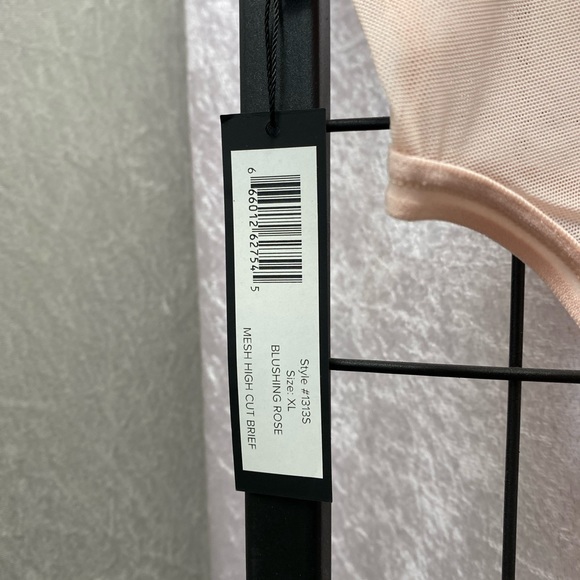 6 66012 62754 5
Style #1313S
Size: XL
BLUSHING ROSE
MESH HIGH CUT BRIEF